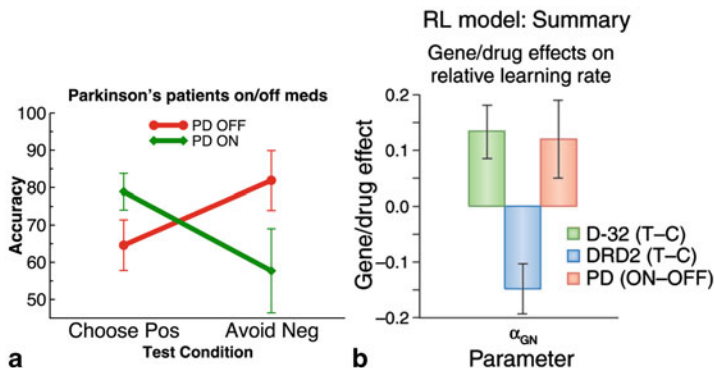 Parkinson's patients on/off meds
PD OFF
PD ON
100
90
80
70
60
50
Accuracy
Choose Pos Avoid Neg
Test Condition
a
RL model: Summary
Gene/drug effects on
relative learning rate
0.2
0.1
0.0
−0.1
−0.2
Gene/drug effect
D-32 (T–C)
DRD2 (T–C)
PD (ON–OFF)
αGN
Parameter
b